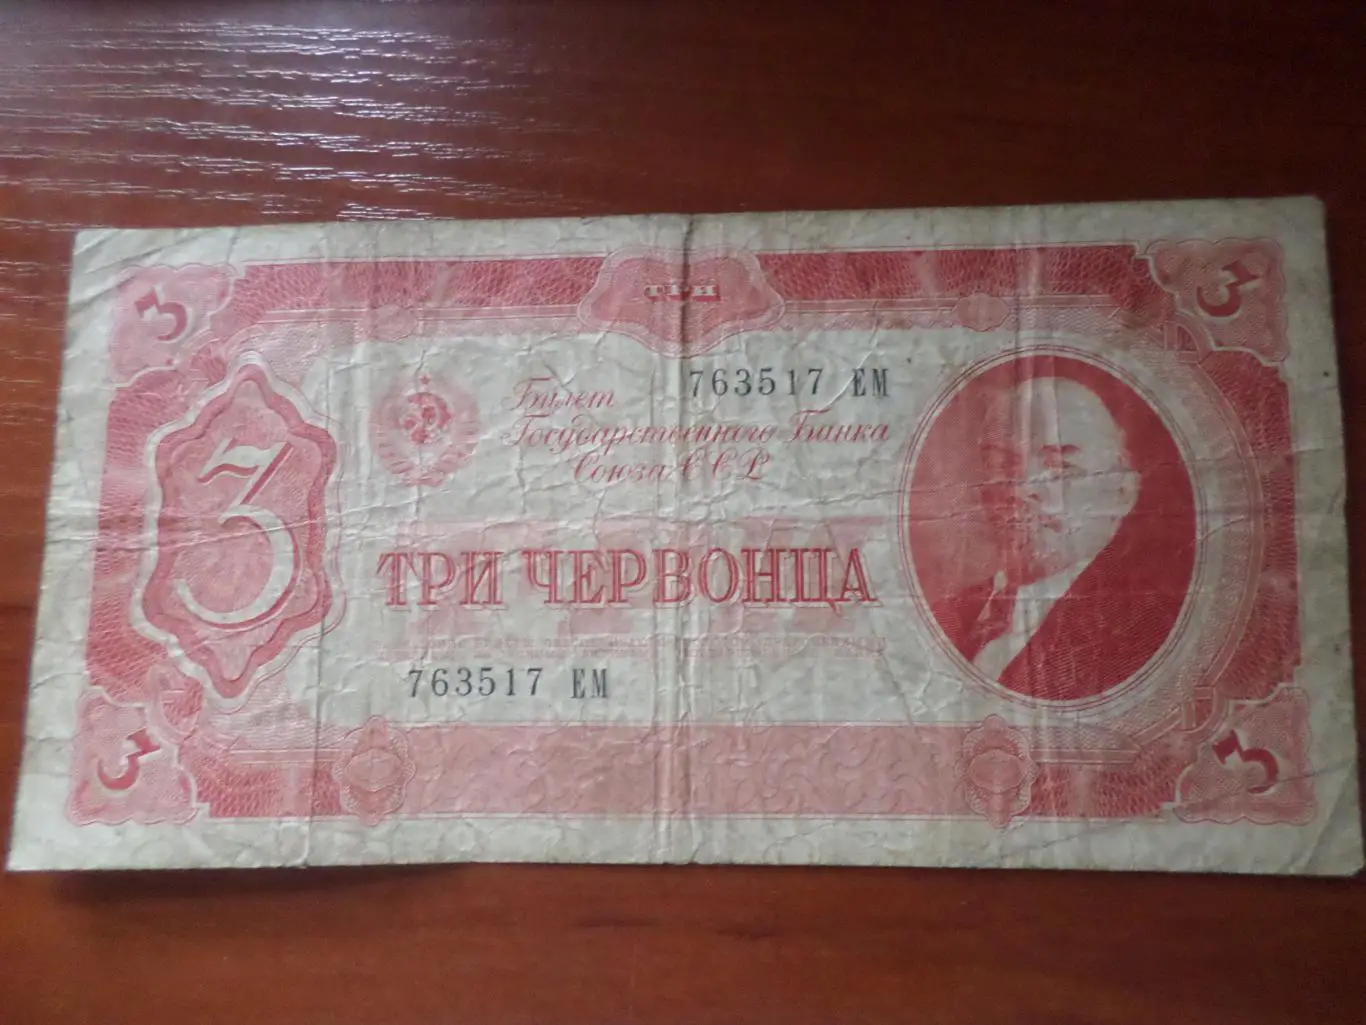 3
ТРИ
3
763517 ЕМ
Билет
Государственного Банка
Союза ССР
3
ТРИ ЧЕРВОНЦА
763517 ЕМ
3
3